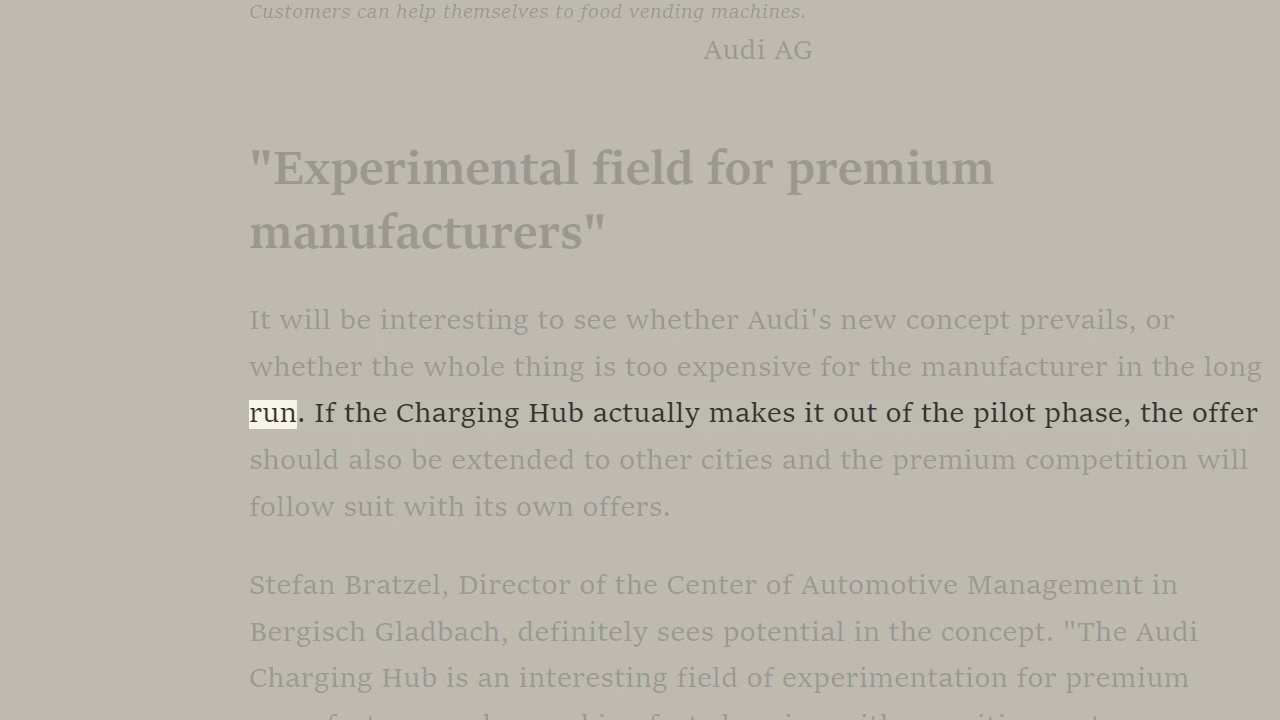 Customers can help themselves to food vending machines.
Audi AG
"Experimental field for premium
manufacturers"
It will be interesting to see whether Audi's new concept prevails, or
whether the whole thing is too expensive for the manufacturer in the long
run. If the Charging Hub actually makes it out of the pilot phase, the offer
should also be extended to other cities and the premium competition will
follow suit with its own offers.
Stefan Bratzel, Director of the Center of Automotive Management in
Bergisch Gladbach, definitely sees potential in the concept. "The Audi
Charging Hub is an interesting field of experimentation for premium